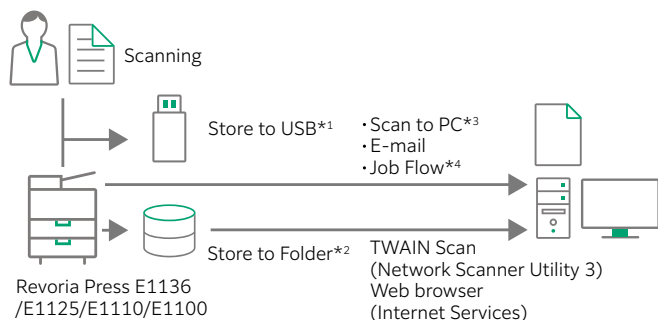 Scanning
Store to USB*1
・Scan to PC*3
・E-mail
・Job Flow*4
Store to Folder*2
TWAIN Scan
(Network Scanner Utility 3)
Web browser
(Internet Services)
Revoria Press E1136
/E1125/E1110/E1100